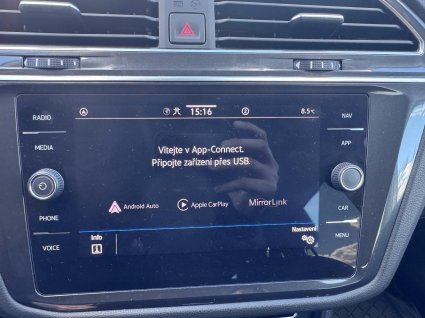 RADIO
MEDIA
PHONE
VOICE
15:16
2
8.5°C
Vítejte v App-Connect.
Připojte zařízení přes USB.
Android Auto
Apple CarPlay
MirrorLink
Info
Nastavení
NAV
APP
CAR
MENU